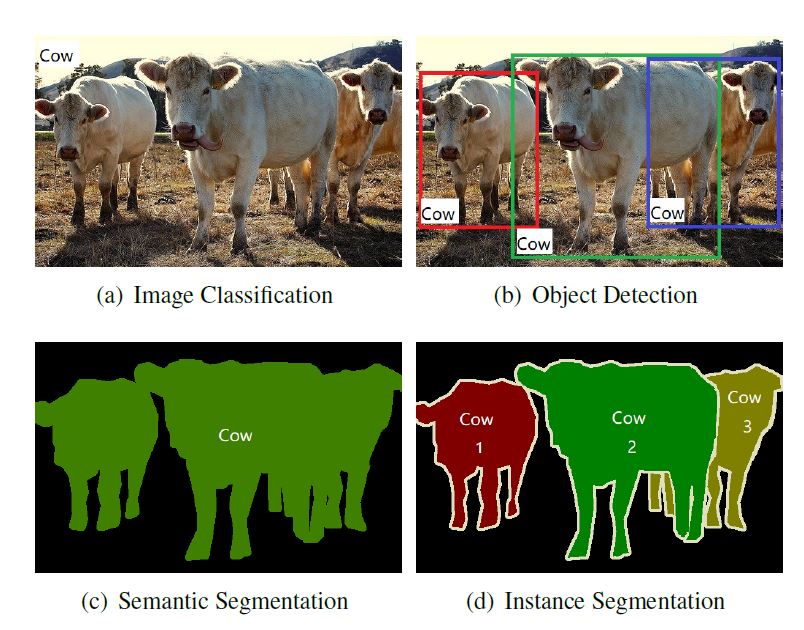 Cow
Cow
Cow
Cow
(a) Image Classification
(b) Object Detection
Cow
Cow
1
Cow
2
Cow
3
(c) Semantic Segmentation
(d) Instance Segmentation